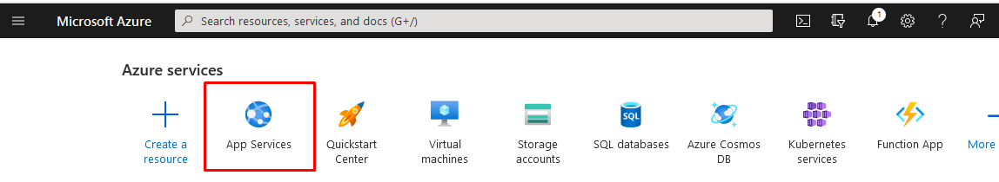 Microsoft Azure
Search resources, services, and docs (G+/)
1
Azure services
Create a
resource
App Services
Quickstart
Center
Virtual
machines
Storage
accounts
SQL
SQL databases
Azure Cosmos
DB
Kubernetes
services
Function App
More